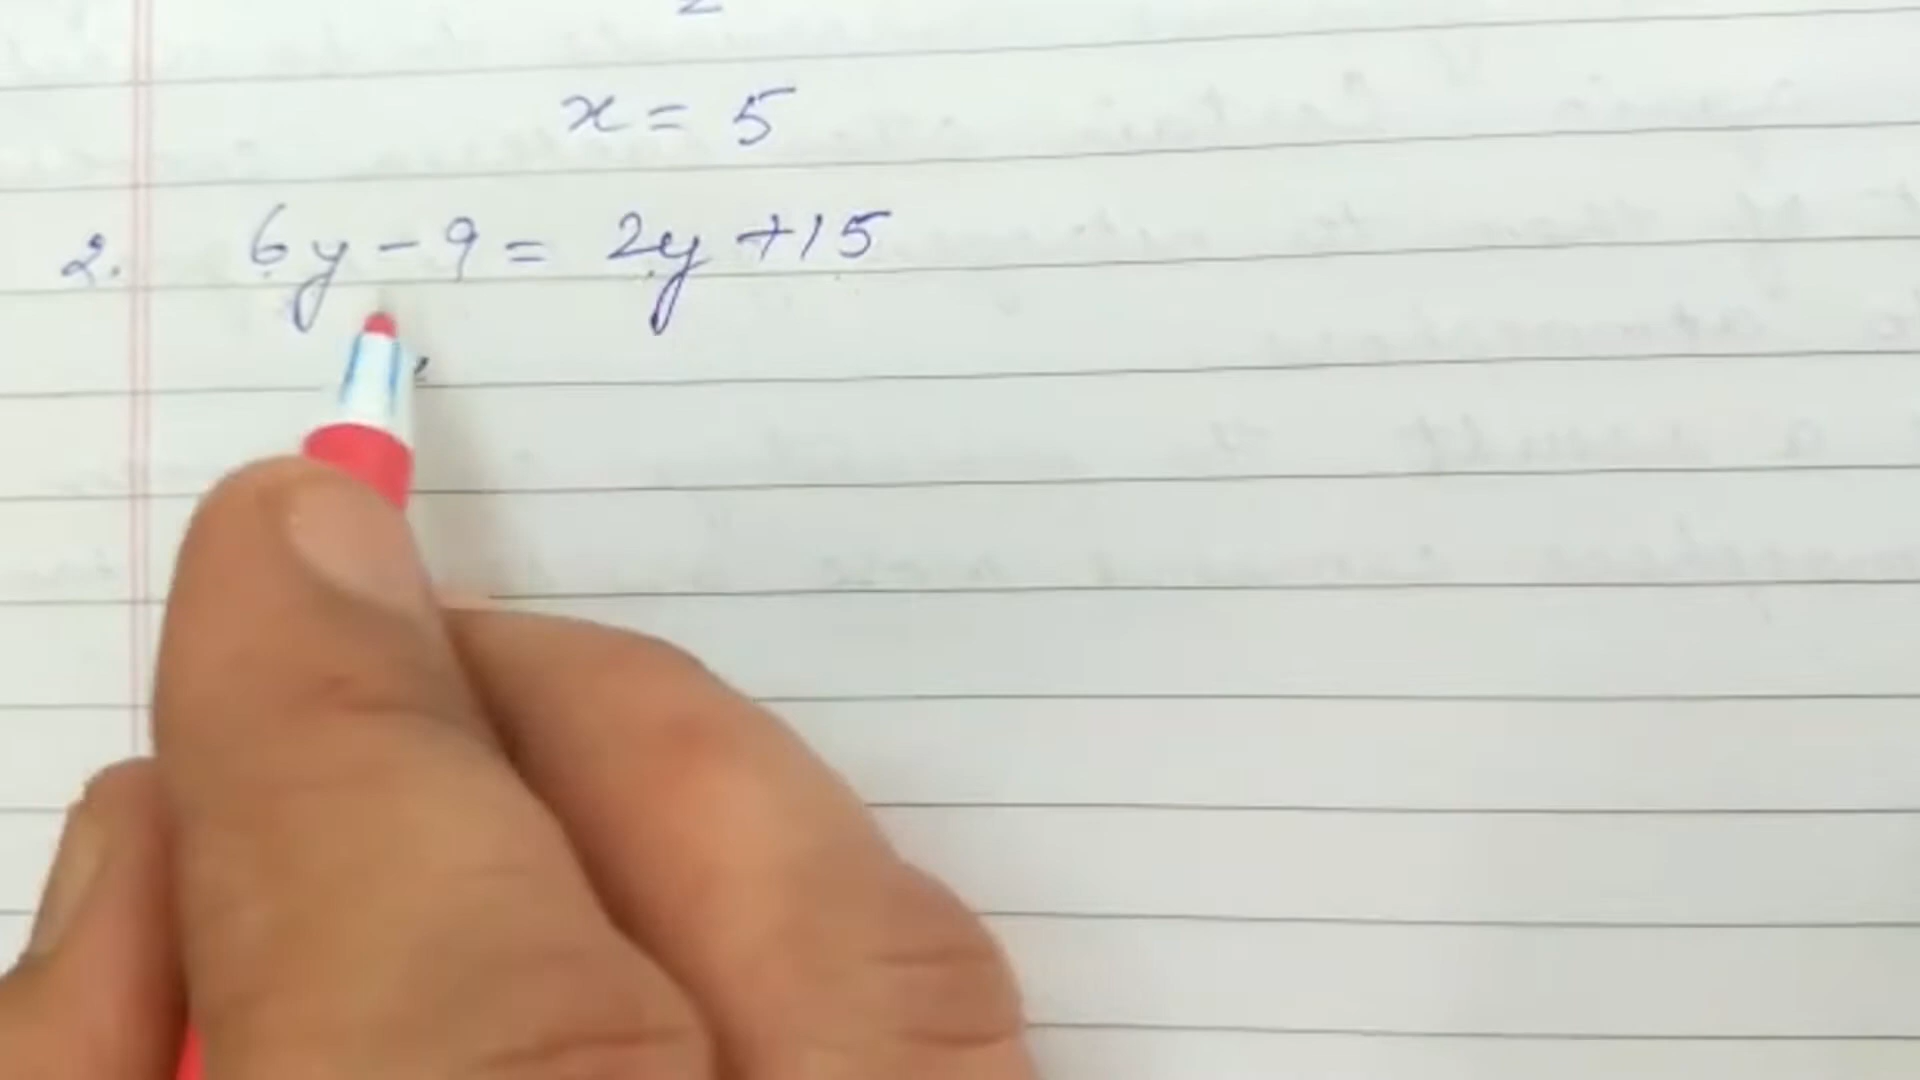 x = 5
2. 6y - 9 = 2y + 15